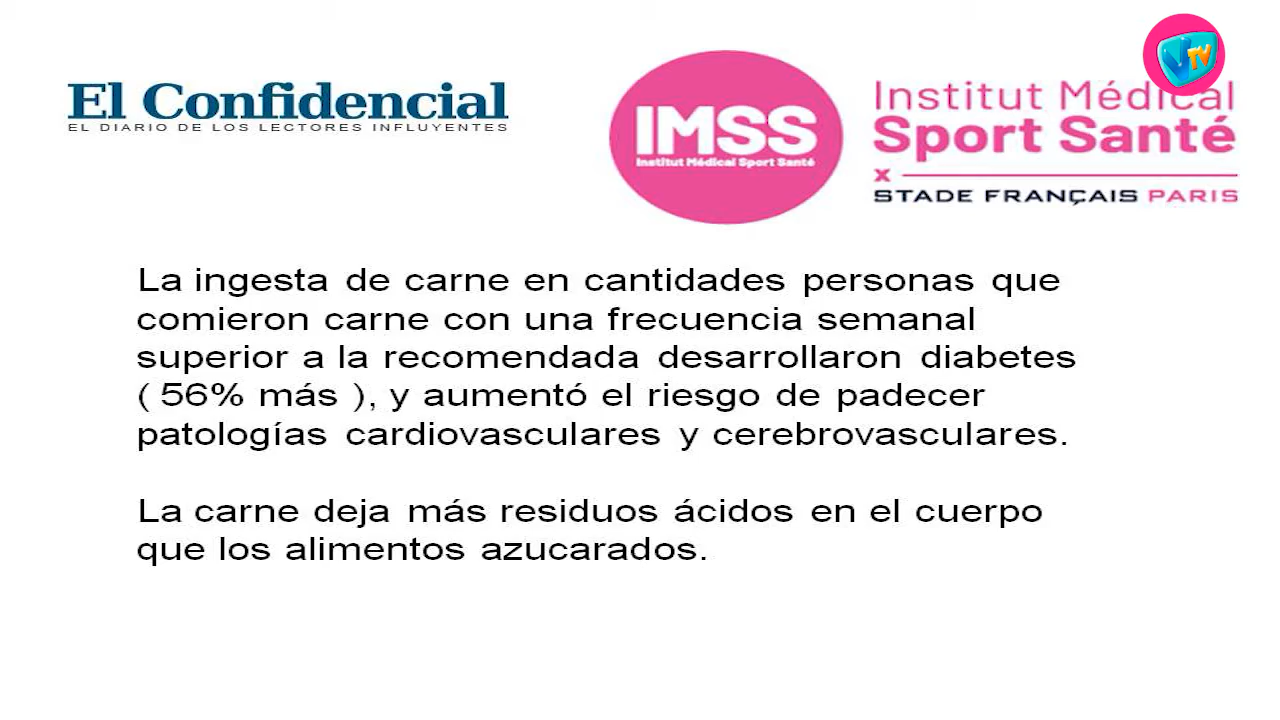 El Confidencial
EL DIARIO DE LOS LECTORES INFLUYENTES
IMSS
Institut Médical Sport Santé
Institut Médical
Sport Santé
x
STADE FRANÇAIS PARIS
VTV
La ingesta de carne en cantidades personas que
comieron carne con una frecuencia semanal
superior a la recomendada desarrollaron diabetes
( 56% más ), y aumentó el riesgo de padecer
patologías cardiovasculares y cerebrovasculares.
La carne deja más residuos ácidos en el cuerpo
que los alimentos azucarados.